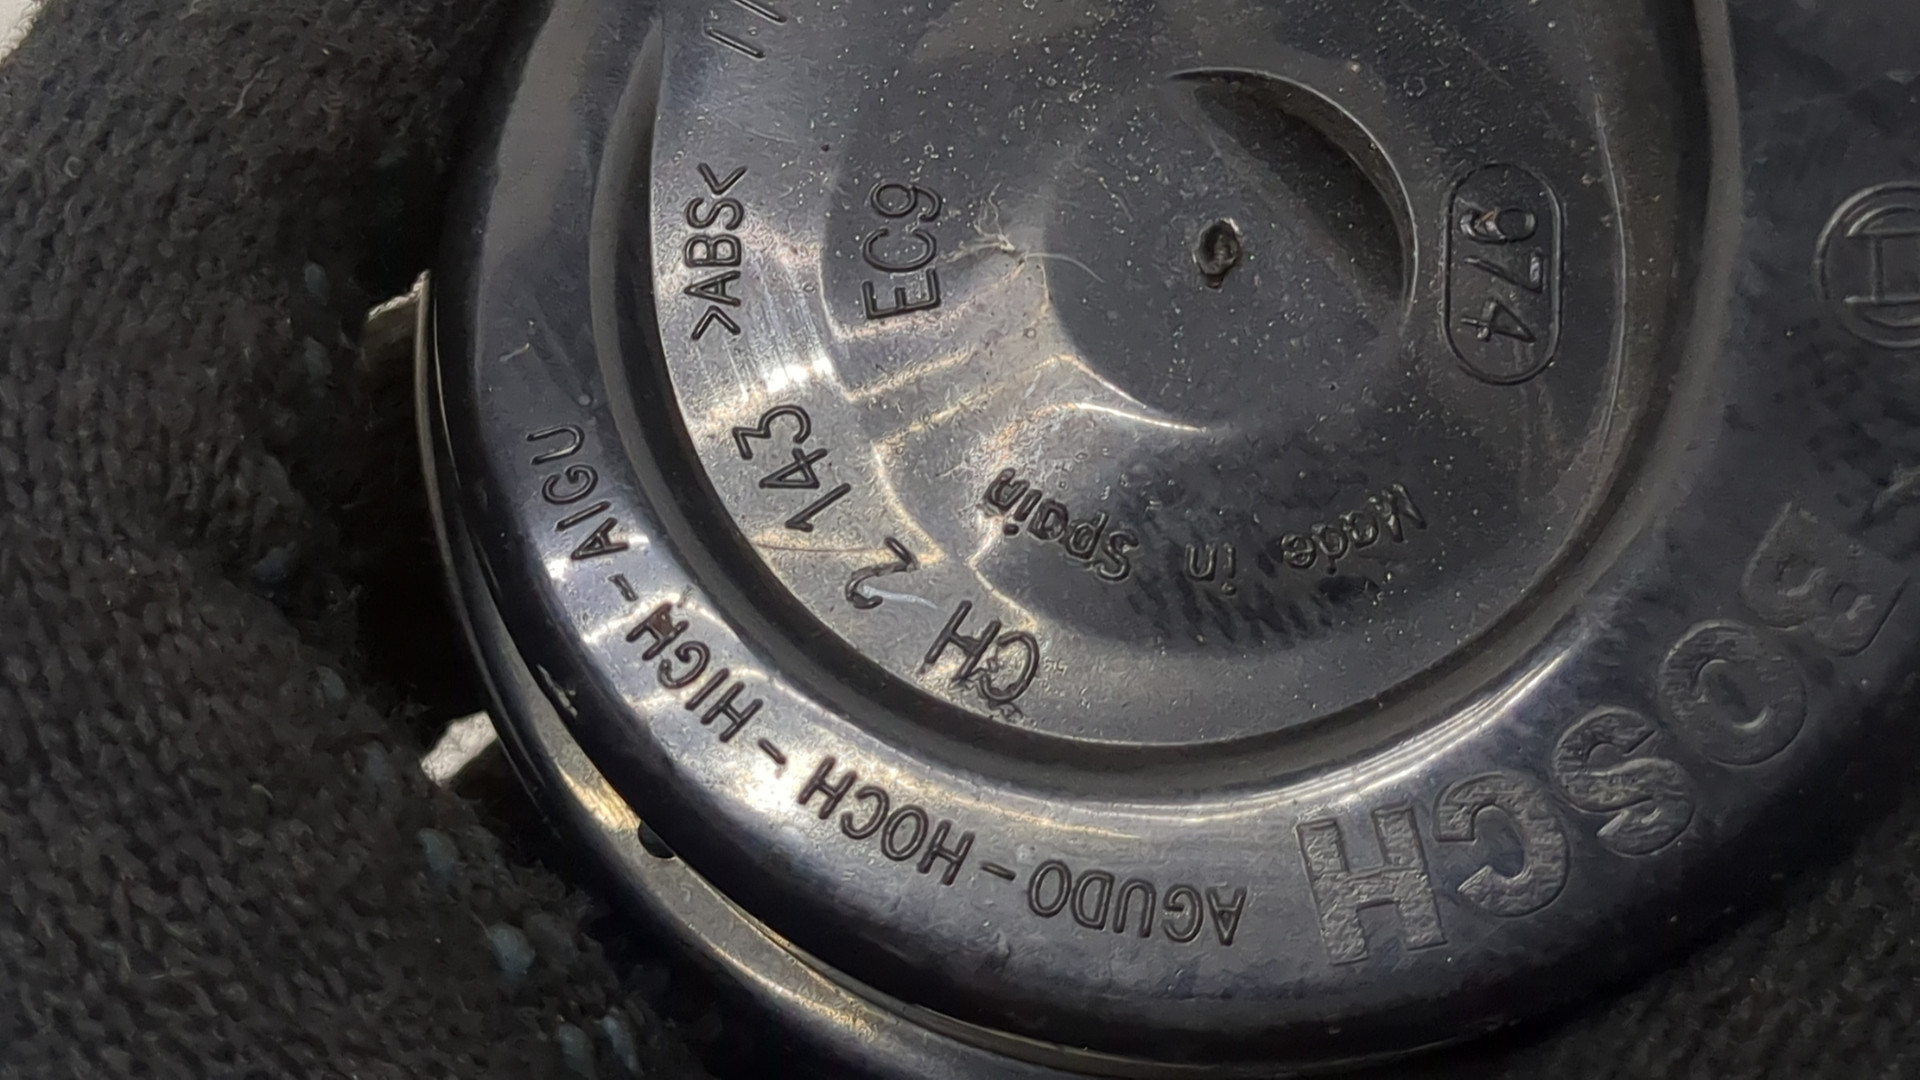 BOSCH
AGUDO - HOCH - HIGH - AIGU
CH 2 143
>ABS<
EC9
Made in Spain
974